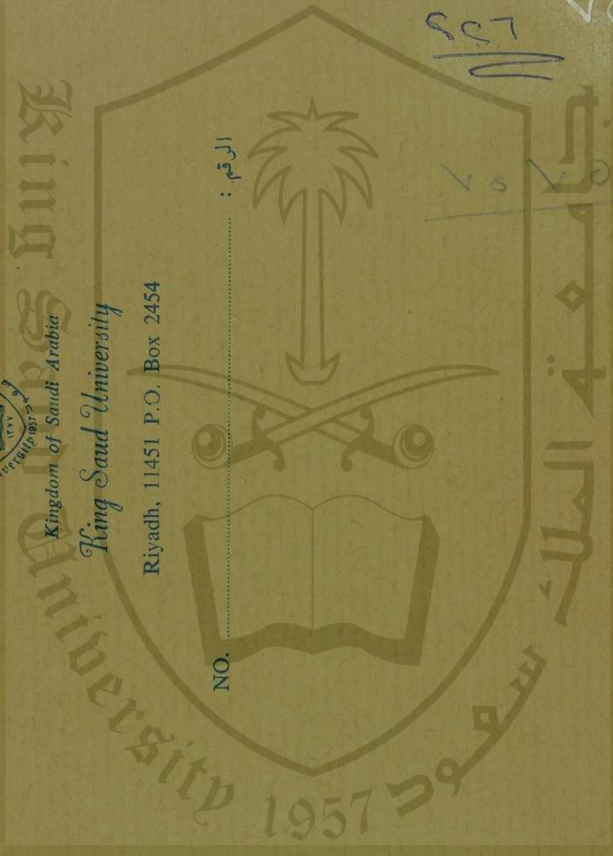 Kingdom of Saudi Arabia
King Saud University
Riyadh, 11451 P.O. Box 2454
NO. ........................ الرقم :
٧٥٧٥
King Saud University 1957
جامعة الملك سعود